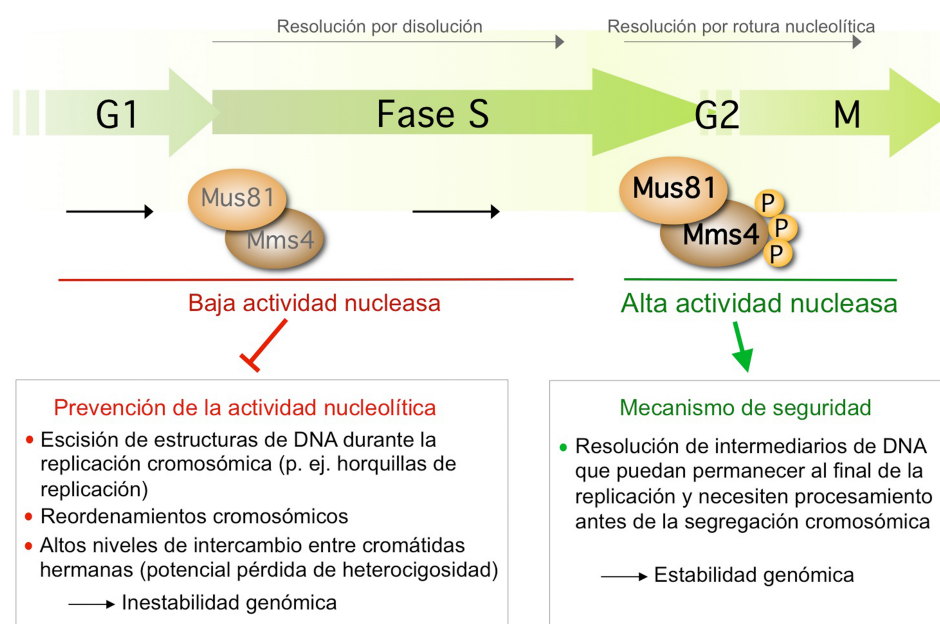 Resolución por disolución
Resolución por rotura nucleolítica
G1
Fase S
G2
M
Mus81
Mms4
Mus81
Mms4
P
P
P
Baja actividad nucleasa
Alta actividad nucleasa
Prevención de la actividad nucleolítica
• Escisión de estructuras de DNA durante la
replicación cromosómica (p. ej. horquillas de
replicación)
• Reordenamientos cromosómicos
• Altos niveles de intercambio entre cromátidas
hermanas (potencial pérdida de heterocigosidad)
Inestabilidad genómica
Mecanismo de seguridad
• Resolución de intermediarios de DNA
que puedan permanecer al final de la
replicación y necesiten procesamiento
antes de la segregación cromosómica
Estabilidad genómica